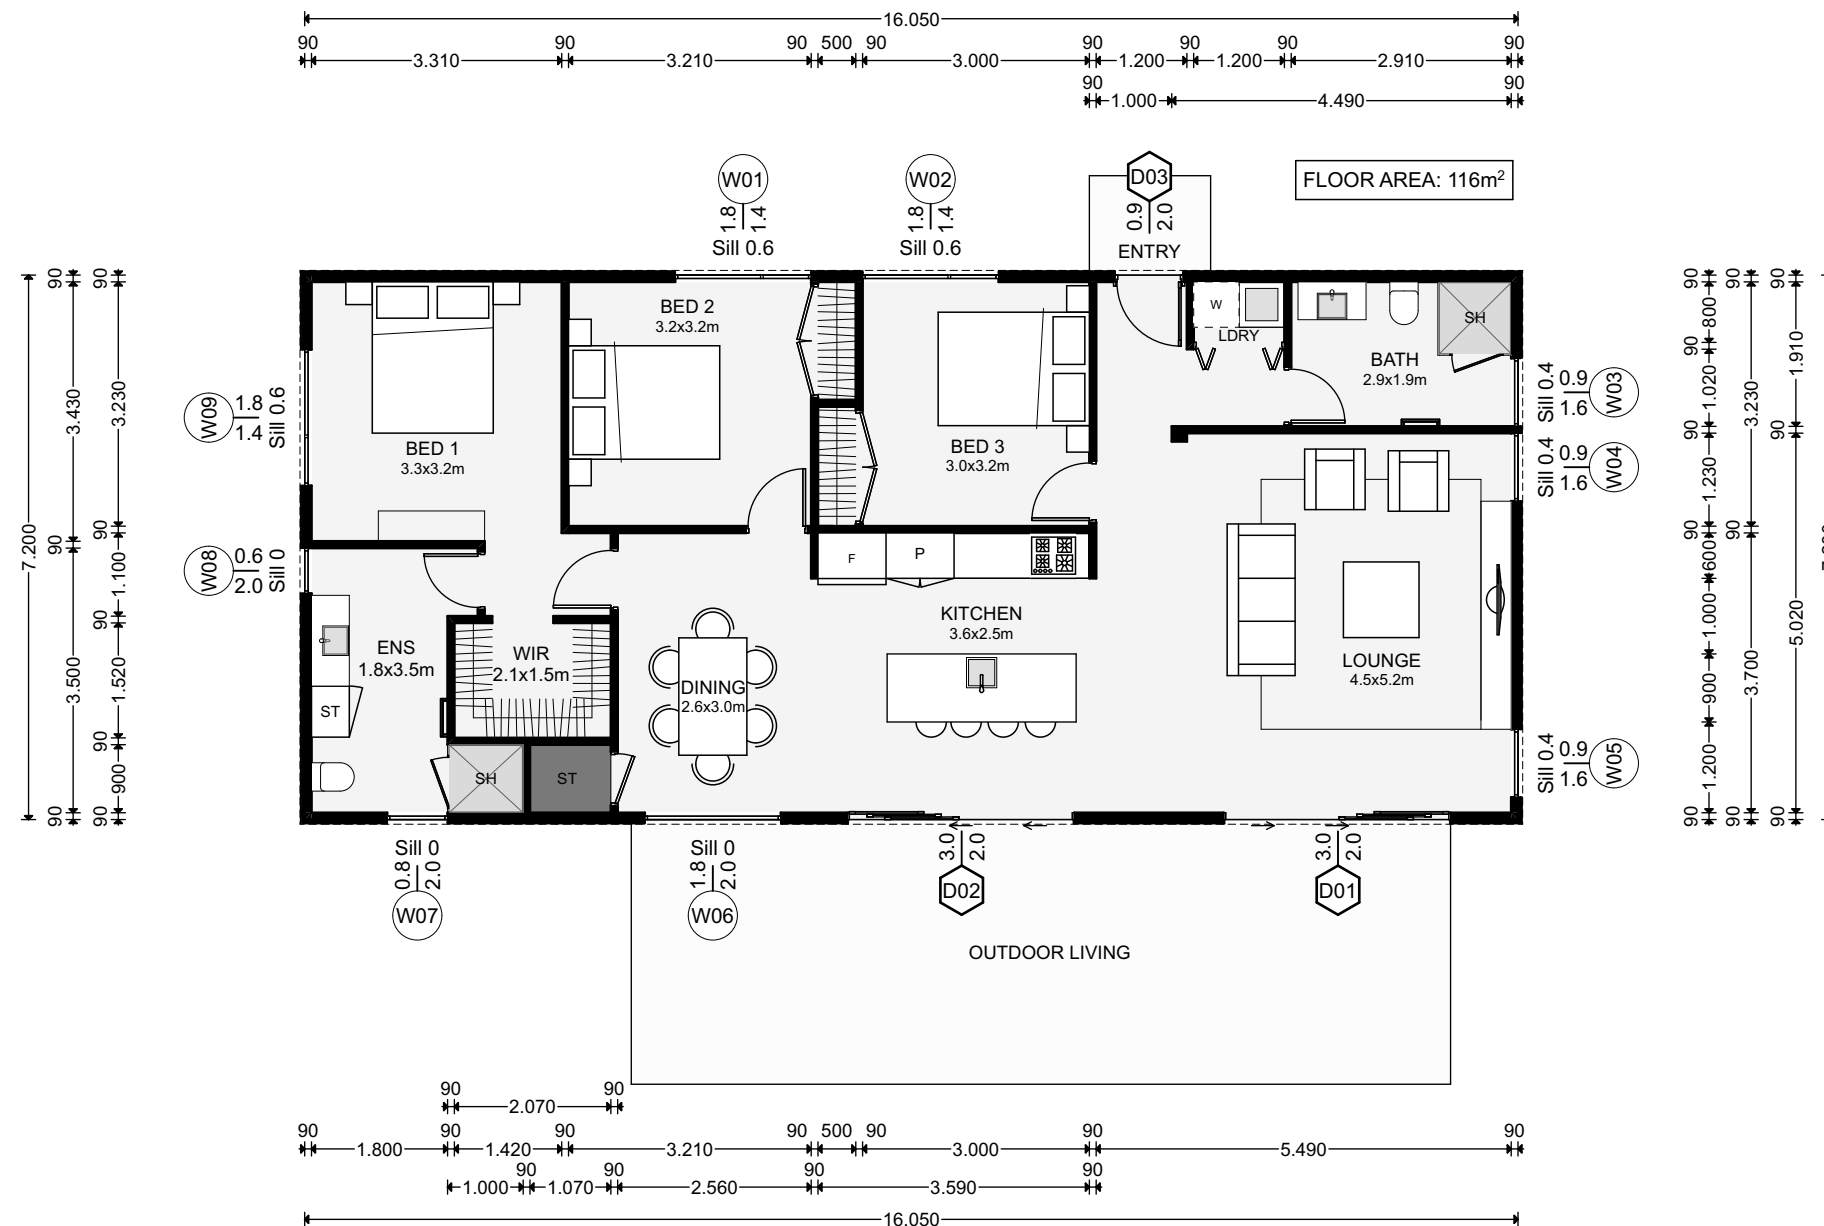 16.050
90 90 90 500 90 90 90 90 90
3.310 3.210 3.000 1.200 1.200 2.910
90 90
1.000 4.490
W01
1.8
1.4
Sill 0.6
W02
1.8
1.4
Sill 0.6
D03
0.9
2.0
ENTRY
FLOOR AREA: 116m²
7.200
90
3.430
90
3.500
90
90
3.230
90
1.100
90
1.520
90
900
90
W09
1.8
1.4
Sill 0.6
W08
0.6
2.0
Sill 0
BED 1
3.3x3.2m
BED 2
3.2x3.2m
BED 3
3.0x3.2m
W
LDRY
BATH
2.9x1.9m
SH
ENS
1.8x3.5m
ST
WIR
2.1x1.5m
SH
ST
DINING
2.6x3.0m
F
P
KITCHEN
3.6x2.5m
LOUNGE
4.5x5.2m
Sill 0.4
0.9
1.6
W03
Sill 0.4
0.9
1.6
W04
Sill 0.4
0.9
1.6
W05
90
800
90
1.020
90
1.230
90
600
1.000
900
1.200
90
90
3.230
90
3.700
90
90
1.910
90
5.020
90
Sill 0
0.8
2.0
W07
Sill 0
1.8
2.0
W06
3.0
2.0
D02
3.0
2.0
D01
OUTDOOR LIVING
90 90
2.070
90 90 90 90 500 90 90 90
1.800 1.420 3.210 3.000 5.490
90 90 90 90
1.000 1.070 2.560 3.590
16.050